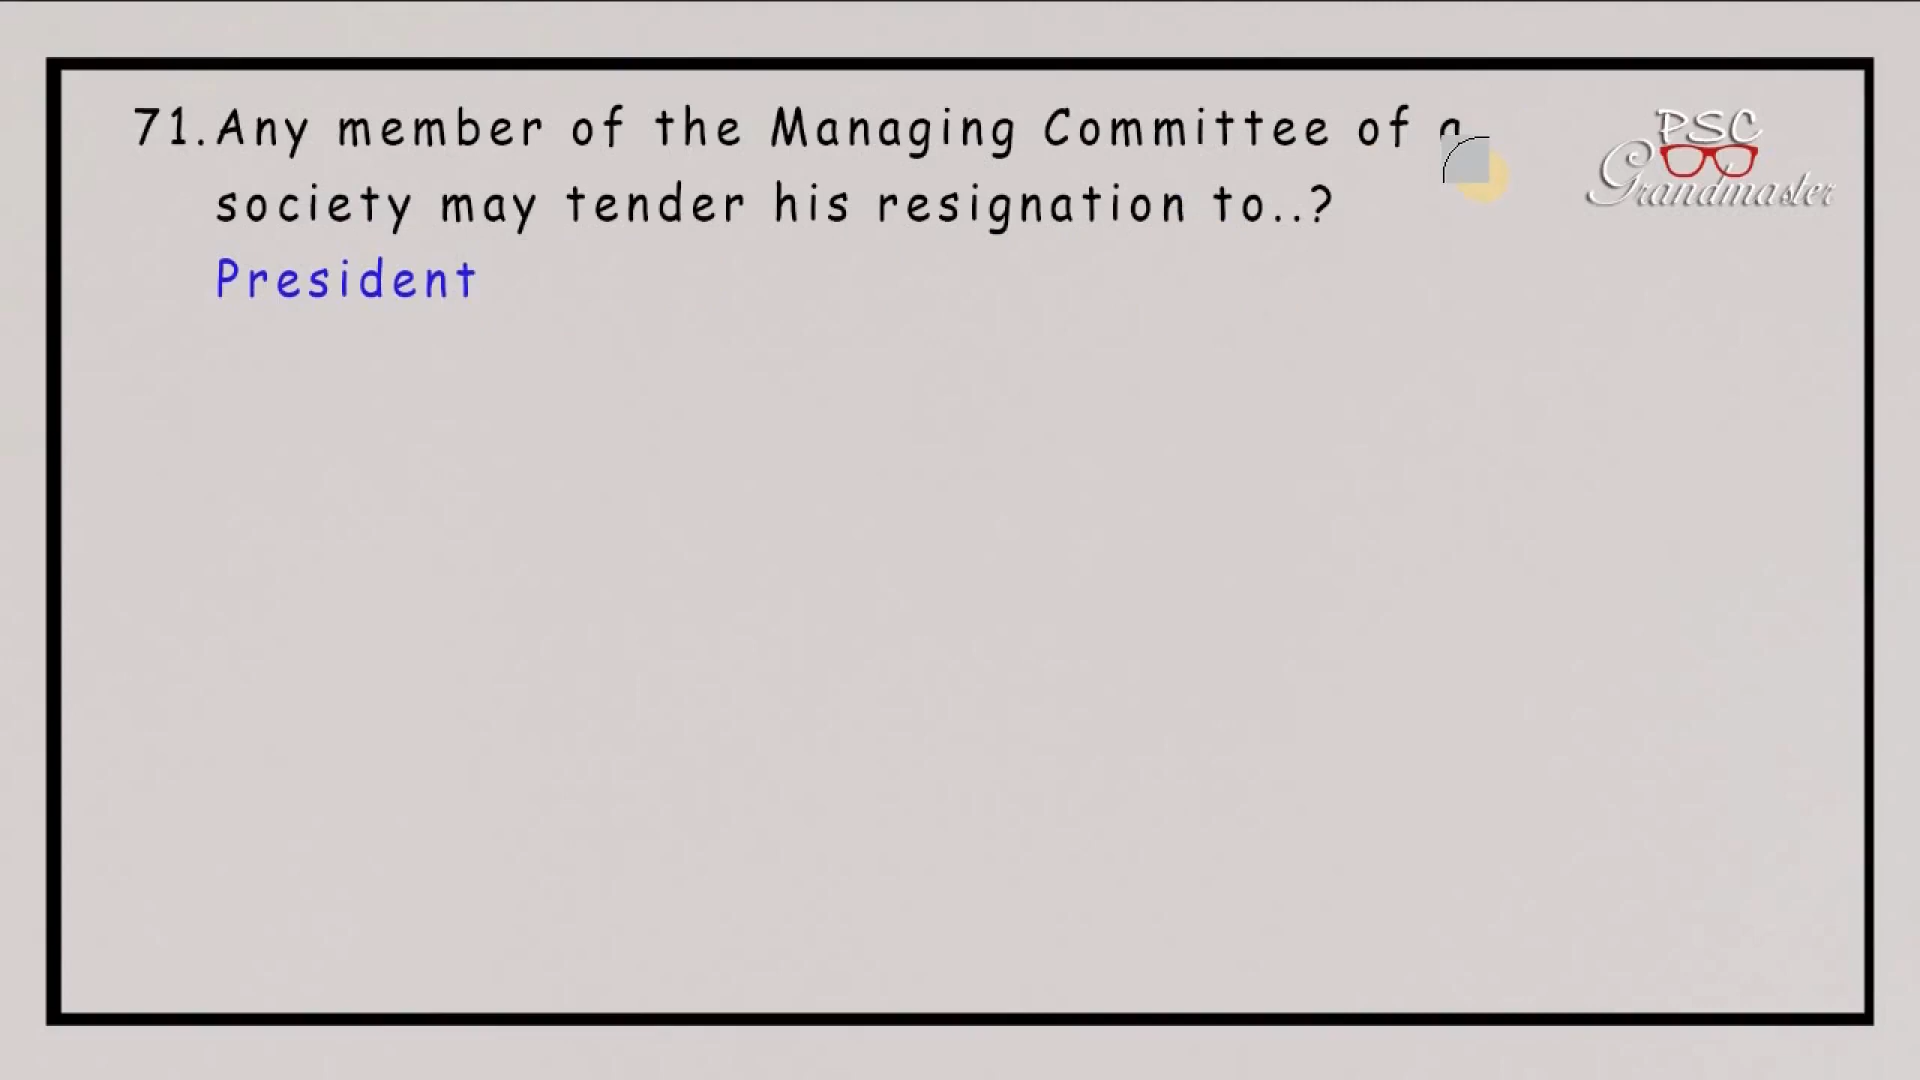 71. Any member of the Managing Committee of a
society may tender his resignation to..?
President
PSC
Grandmaster